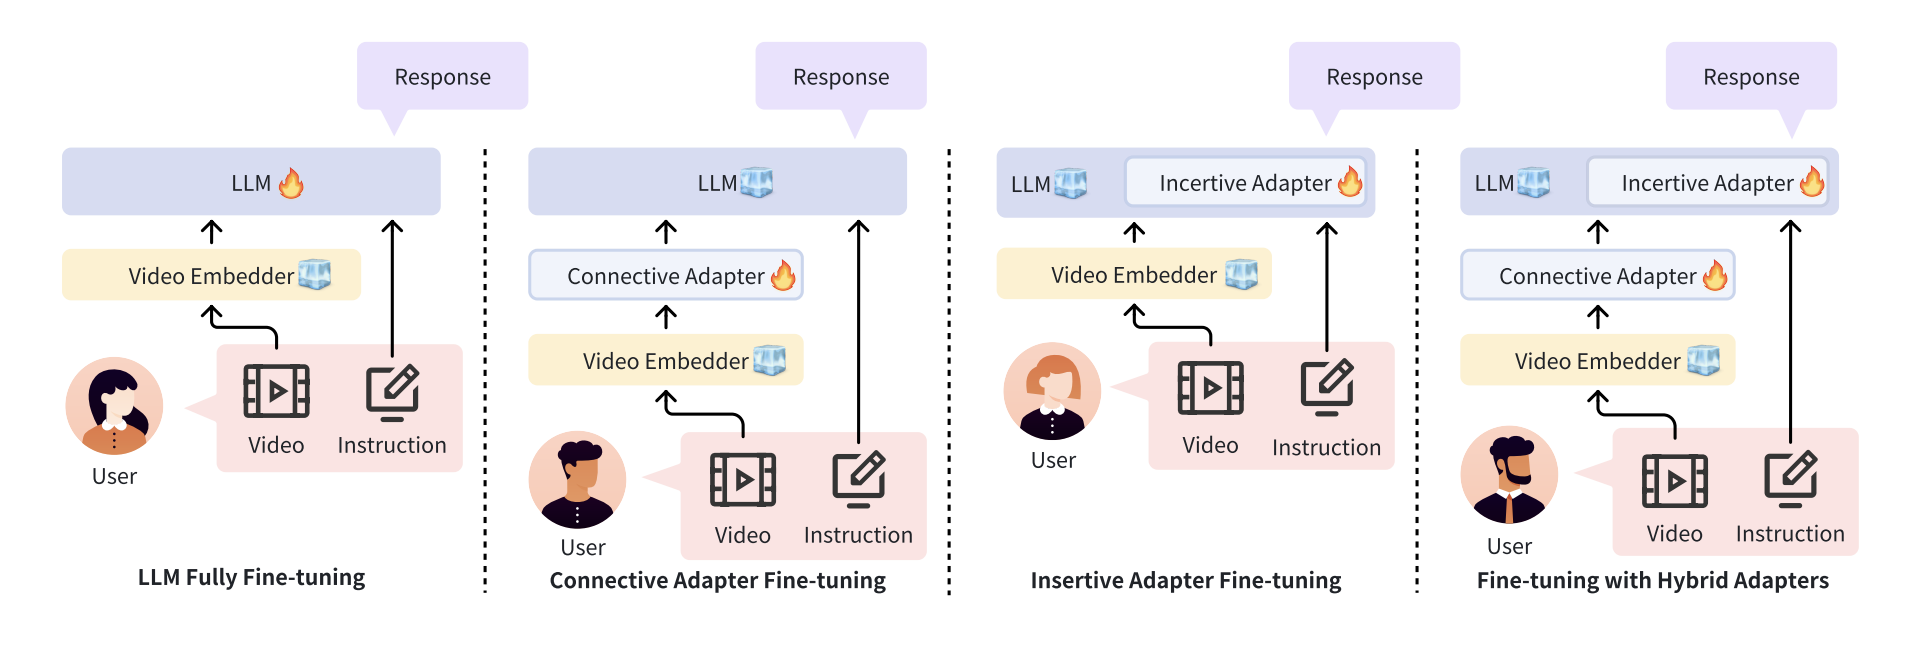 Response
LLM
Video Embedder
Video
Instruction
User
LLM Fully Fine-tuning
Response
LLM
Connective Adapter
Video Embedder
Video
Instruction
User
Connective Adapter Fine-tuning
Response
LLM
Incertive Adapter
Video Embedder
Video
Instruction
User
Insertive Adapter Fine-tuning
Response
LLM
Incertive Adapter
Connective Adapter
Video Embedder
Video
Instruction
User
Fine-tuning with Hybrid Adapters